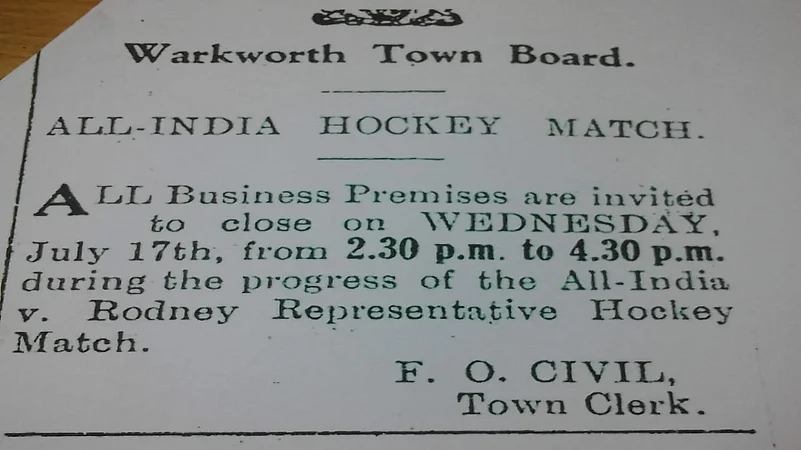 Warkworth Town Board.
ALL-INDIA HOCKEY MATCH.
ALL Business Premises are invited
to close on WEDNESDAY,
July 17th, from 2.30 p.m. to 4.30 p.m.
during the progress of the All-India
v. Rodney Representative Hockey
Match.
F. O. CIVIL,
Town Clerk.